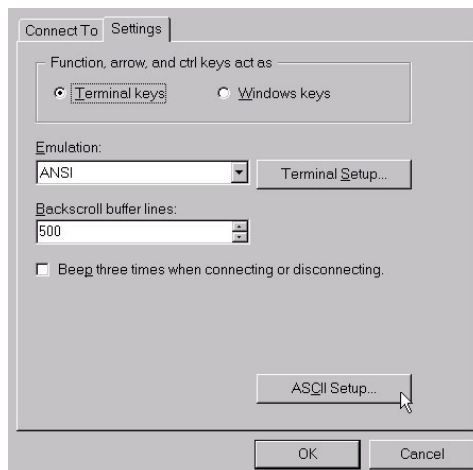 Connect To Settings
Function, arrow, and ctrl keys act as
Terminal keys Windows keys
Emulation:
ANSI Terminal Setup...
Backscroll buffer lines:
500
Beep three times when connecting or disconnecting.
ASCII Setup...
OK Cancel